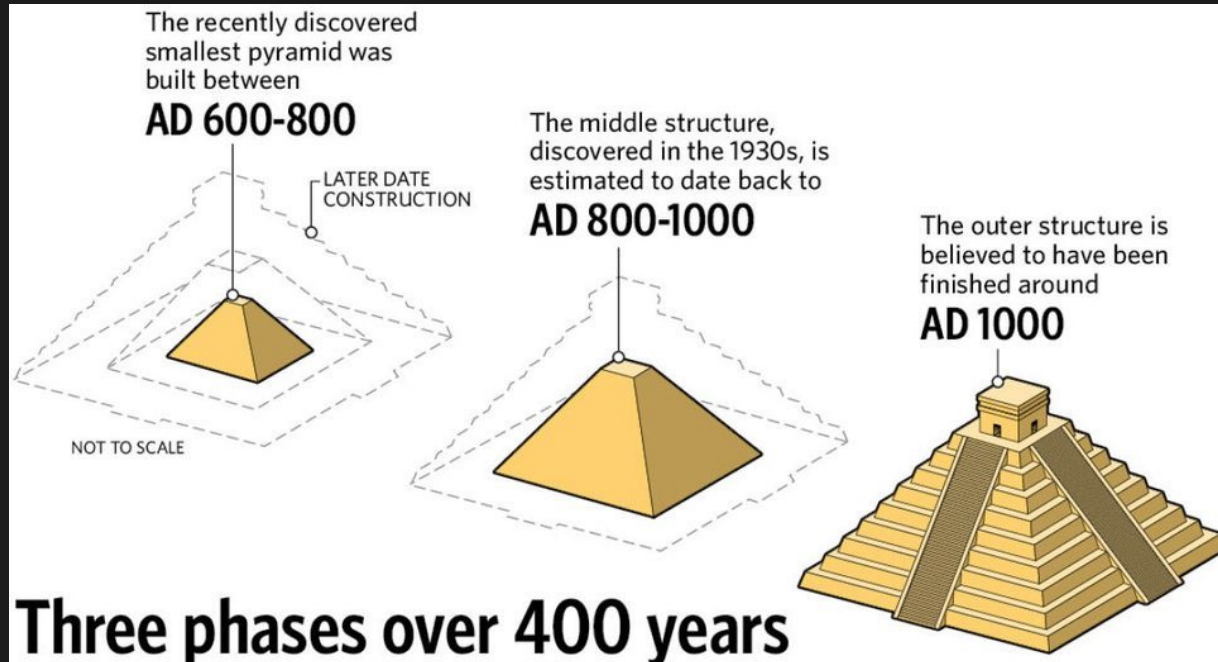 The recently discovered
smallest pyramid was
built between
AD 600-800
LATER DATE
CONSTRUCTION
NOT TO SCALE
The middle structure,
discovered in the 1930s, is
estimated to date back to
AD 800-1000
The outer structure is
believed to have been
finished around
AD 1000
Three phases over 400 years